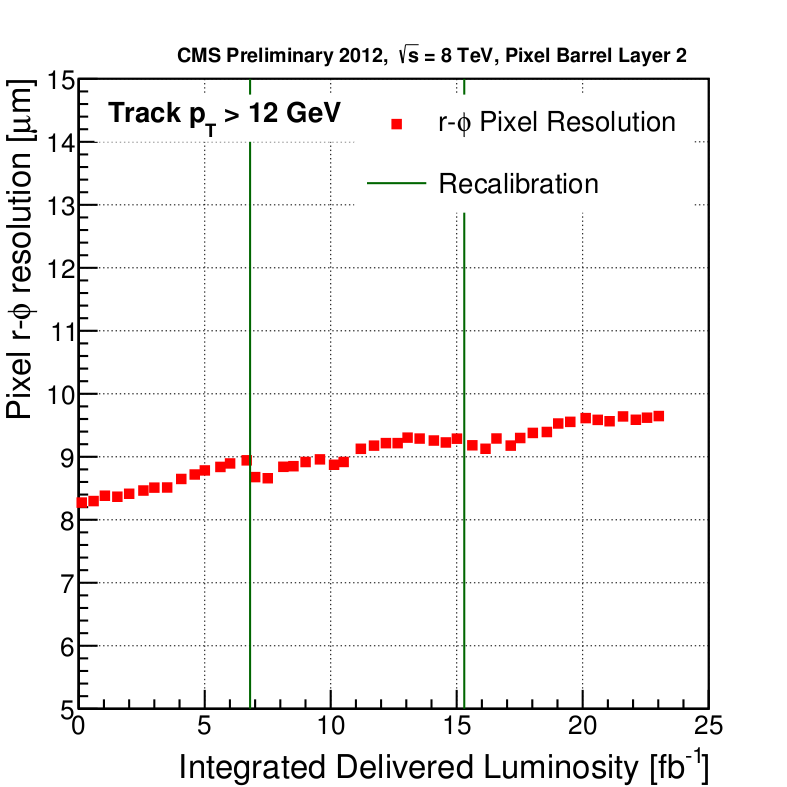 CMS Preliminary 2012, √s = 8 TeV, Pixel Barrel Layer 2
Track pT > 12 GeV
r-ϕ Pixel Resolution
Recalibration
Pixel r-ϕ resolution [μm]
15
14
13
12
11
10
9
8
7
6
5
0 5 10 15 20 25
Integrated Delivered Luminosity [fb⁻¹]